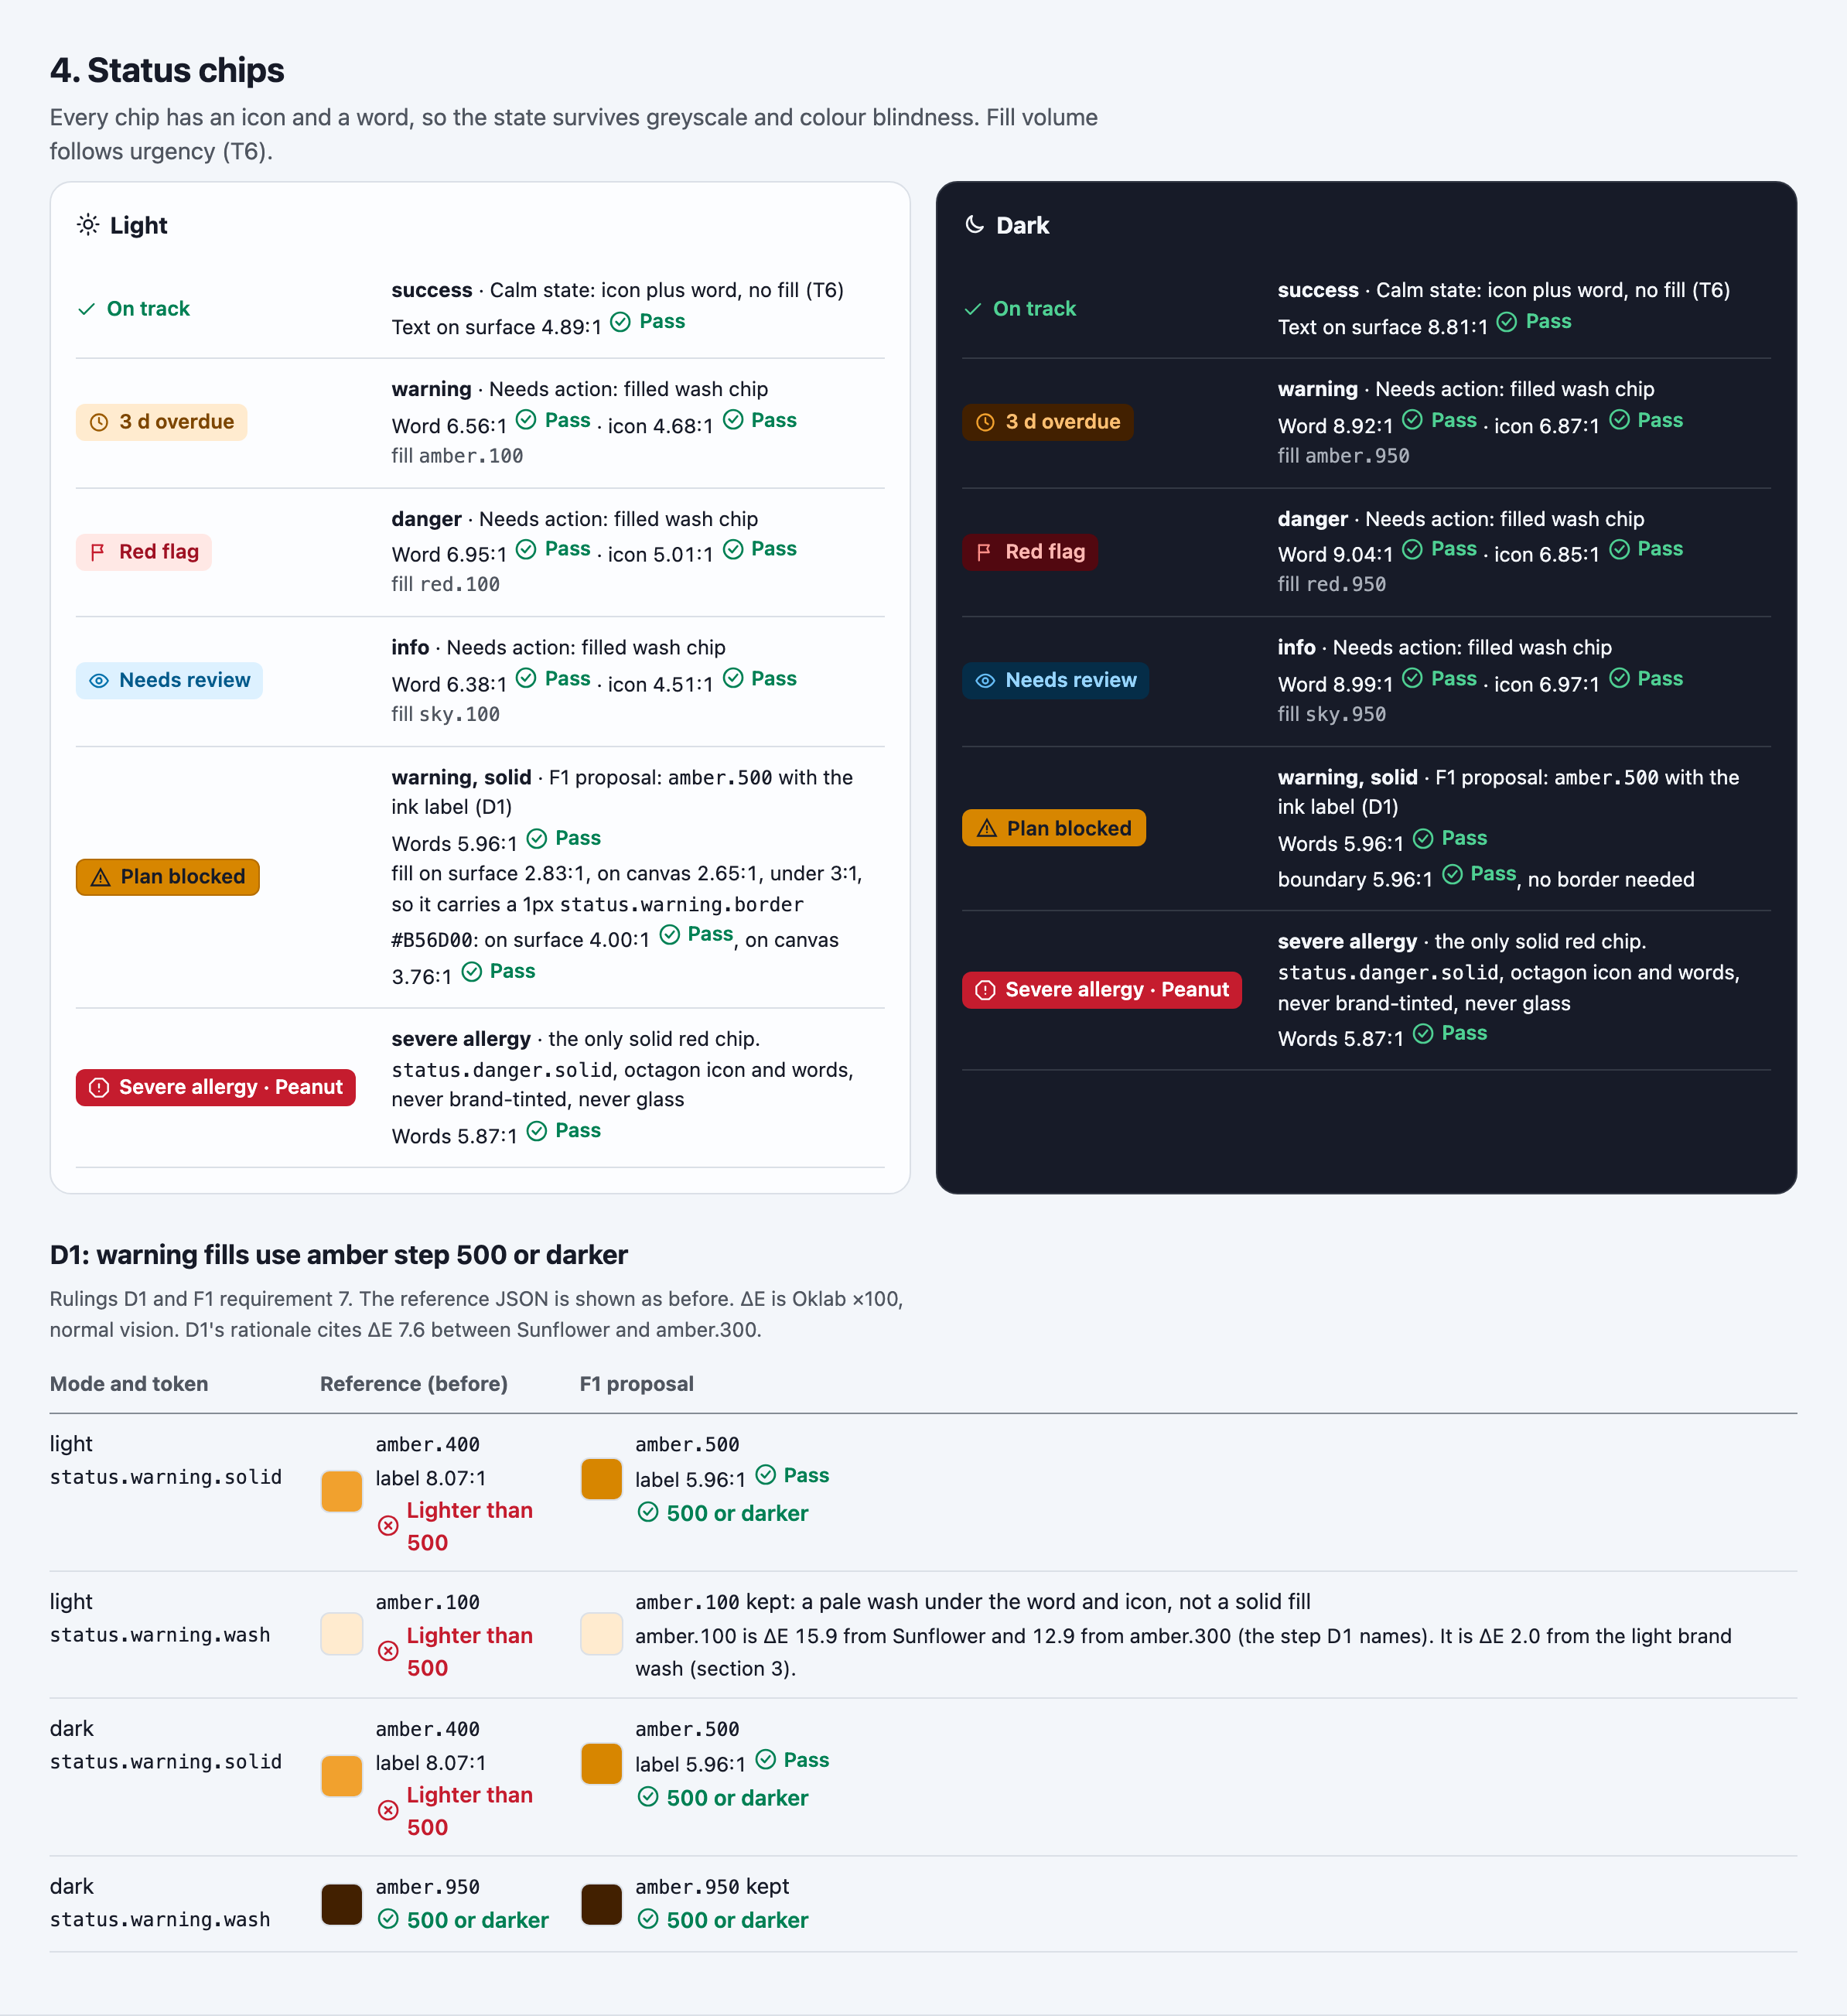 4. Status chips
Every chip has an icon and a word, so the state survives greyscale and colour blindness. Fill volume
follows urgency (T6).
Light
On track
success · Calm state: icon plus word, no fill (T6)
Text on surface 4.89:1 Pass
3 d overdue
warning · Needs action: filled wash chip
Word 6.56:1 Pass · icon 4.68:1 Pass
fill amber.100
Red flag
danger · Needs action: filled wash chip
Word 6.95:1 Pass · icon 5.01:1 Pass
fill red.100
Needs review
info · Needs action: filled wash chip
Word 6.38:1 Pass · icon 4.51:1 Pass
fill sky.100
Plan blocked
warning, solid · F1 proposal: amber.500 with the
ink label (D1)
Words 5.96:1 Pass
fill on surface 2.83:1, on canvas 2.65:1, under 3:1,
so it carries a 1px status.warning.border
#B56D00: on surface 4.00:1 Pass, on canvas
3.76:1 Pass
Severe allergy · Peanut
severe allergy · the only solid red chip.
status.danger.solid, octagon icon and words,
never brand-tinted, never glass
Words 5.87:1 Pass
Dark
On track
success · Calm state: icon plus word, no fill (T6)
Text on surface 8.81:1 Pass
3 d overdue
warning · Needs action: filled wash chip
Word 8.92:1 Pass · icon 6.87:1 Pass
fill amber.950
Red flag
danger · Needs action: filled wash chip
Word 9.04:1 Pass · icon 6.85:1 Pass
fill red.950
Needs review
info · Needs action: filled wash chip
Word 8.99:1 Pass · icon 6.97:1 Pass
fill sky.950
Plan blocked
warning, solid · F1 proposal: amber.500 with the
ink label (D1)
Words 5.96:1 Pass
boundary 5.96:1 Pass, no border needed
Severe allergy · Peanut
severe allergy · the only solid red chip.
status.danger.solid, octagon icon and words,
never brand-tinted, never glass
Words 5.87:1 Pass
D1: warning fills use amber step 500 or darker
Rulings D1 and F1 requirement 7. The reference JSON is shown as before. ΔE is Oklab ×100,
normal vision. D1's rationale cites ΔE 7.6 between Sunflower and amber.300.
Mode and token
Reference (before)
F1 proposal
light
status.warning.solid
amber.400
label 8.07:1
Lighter than
500
amber.500
label 5.96:1 Pass
500 or darker
light
status.warning.wash
amber.100
Lighter than
500
amber.100 kept: a pale wash under the word and icon, not a solid fill
amber.100 is ΔE 15.9 from Sunflower and 12.9 from amber.300 (the step D1 names). It is ΔE 2.0 from the light brand
wash (section 3).
dark
status.warning.solid
amber.400
label 8.07:1
Lighter than
500
amber.500
label 5.96:1 Pass
500 or darker
dark
status.warning.wash
amber.950
500 or darker
amber.950 kept
500 or darker